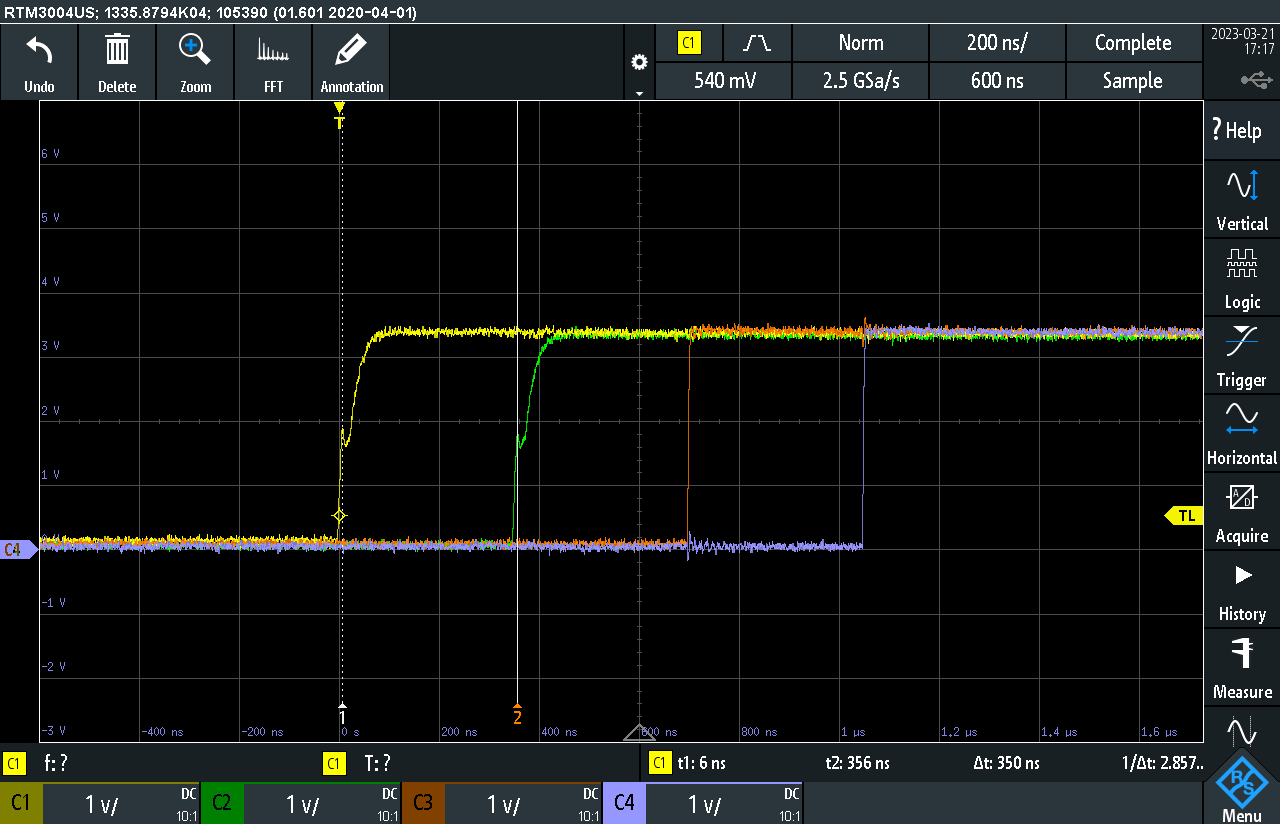 RTM3004US; 1335.8794K04; 105390 (01.601 2020-04-01)
Undo
Delete
Zoom
FFT
Annotation
C1
Norm
200 ns/
Complete
540 mV
2.5 GSa/s
600 ns
Sample
2023-03-21
17:17
? Help
Vertical
Logic
Trigger
Horizontal
A/D
Acquire
History
Measure
R&S
Menu
T
6 V
5 V
4 V
3 V
2 V
1 V
-1 V
-2 V
-3 V
C4
TL
1
2
-400 ns
-200 ns
0 s
200 ns
400 ns
600 ns
800 ns
1 µs
1.2 µs
1.4 µs
1.6 µs
C1 f: ?
C1 T: ?
C1 t1: 6 ns
t2: 356 ns
Δt: 350 ns
1/Δt: 2.857..
C1 1 V/ DC 10:1
C2 1 V/ DC 10:1
C3 1 V/ DC 10:1
C4 1 V/ DC 10:1